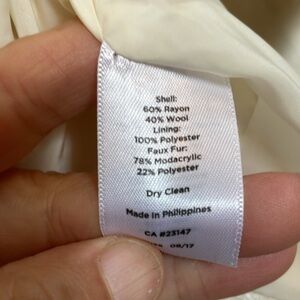 Shell:
60% Rayon
40% Wool
Lining:
100% Polyester
Faux Fur:
78% Modacrylic
22% Polyester
Dry Clean
Made in Philippines
CA #23147
08/17